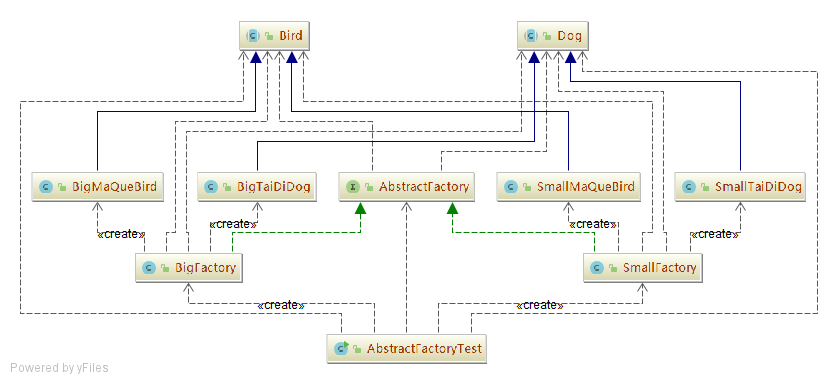 Bird
Dog
BigMaQueBird
BigTaiDiDog
AbstractFactory
SmallMaQueBird
SmallTaiDiDog
«create»
«create»
«create»
«create»
BigFactory
SmallFactory
«create»
«create»
AbstractFactoryTest
Powered by yFiles